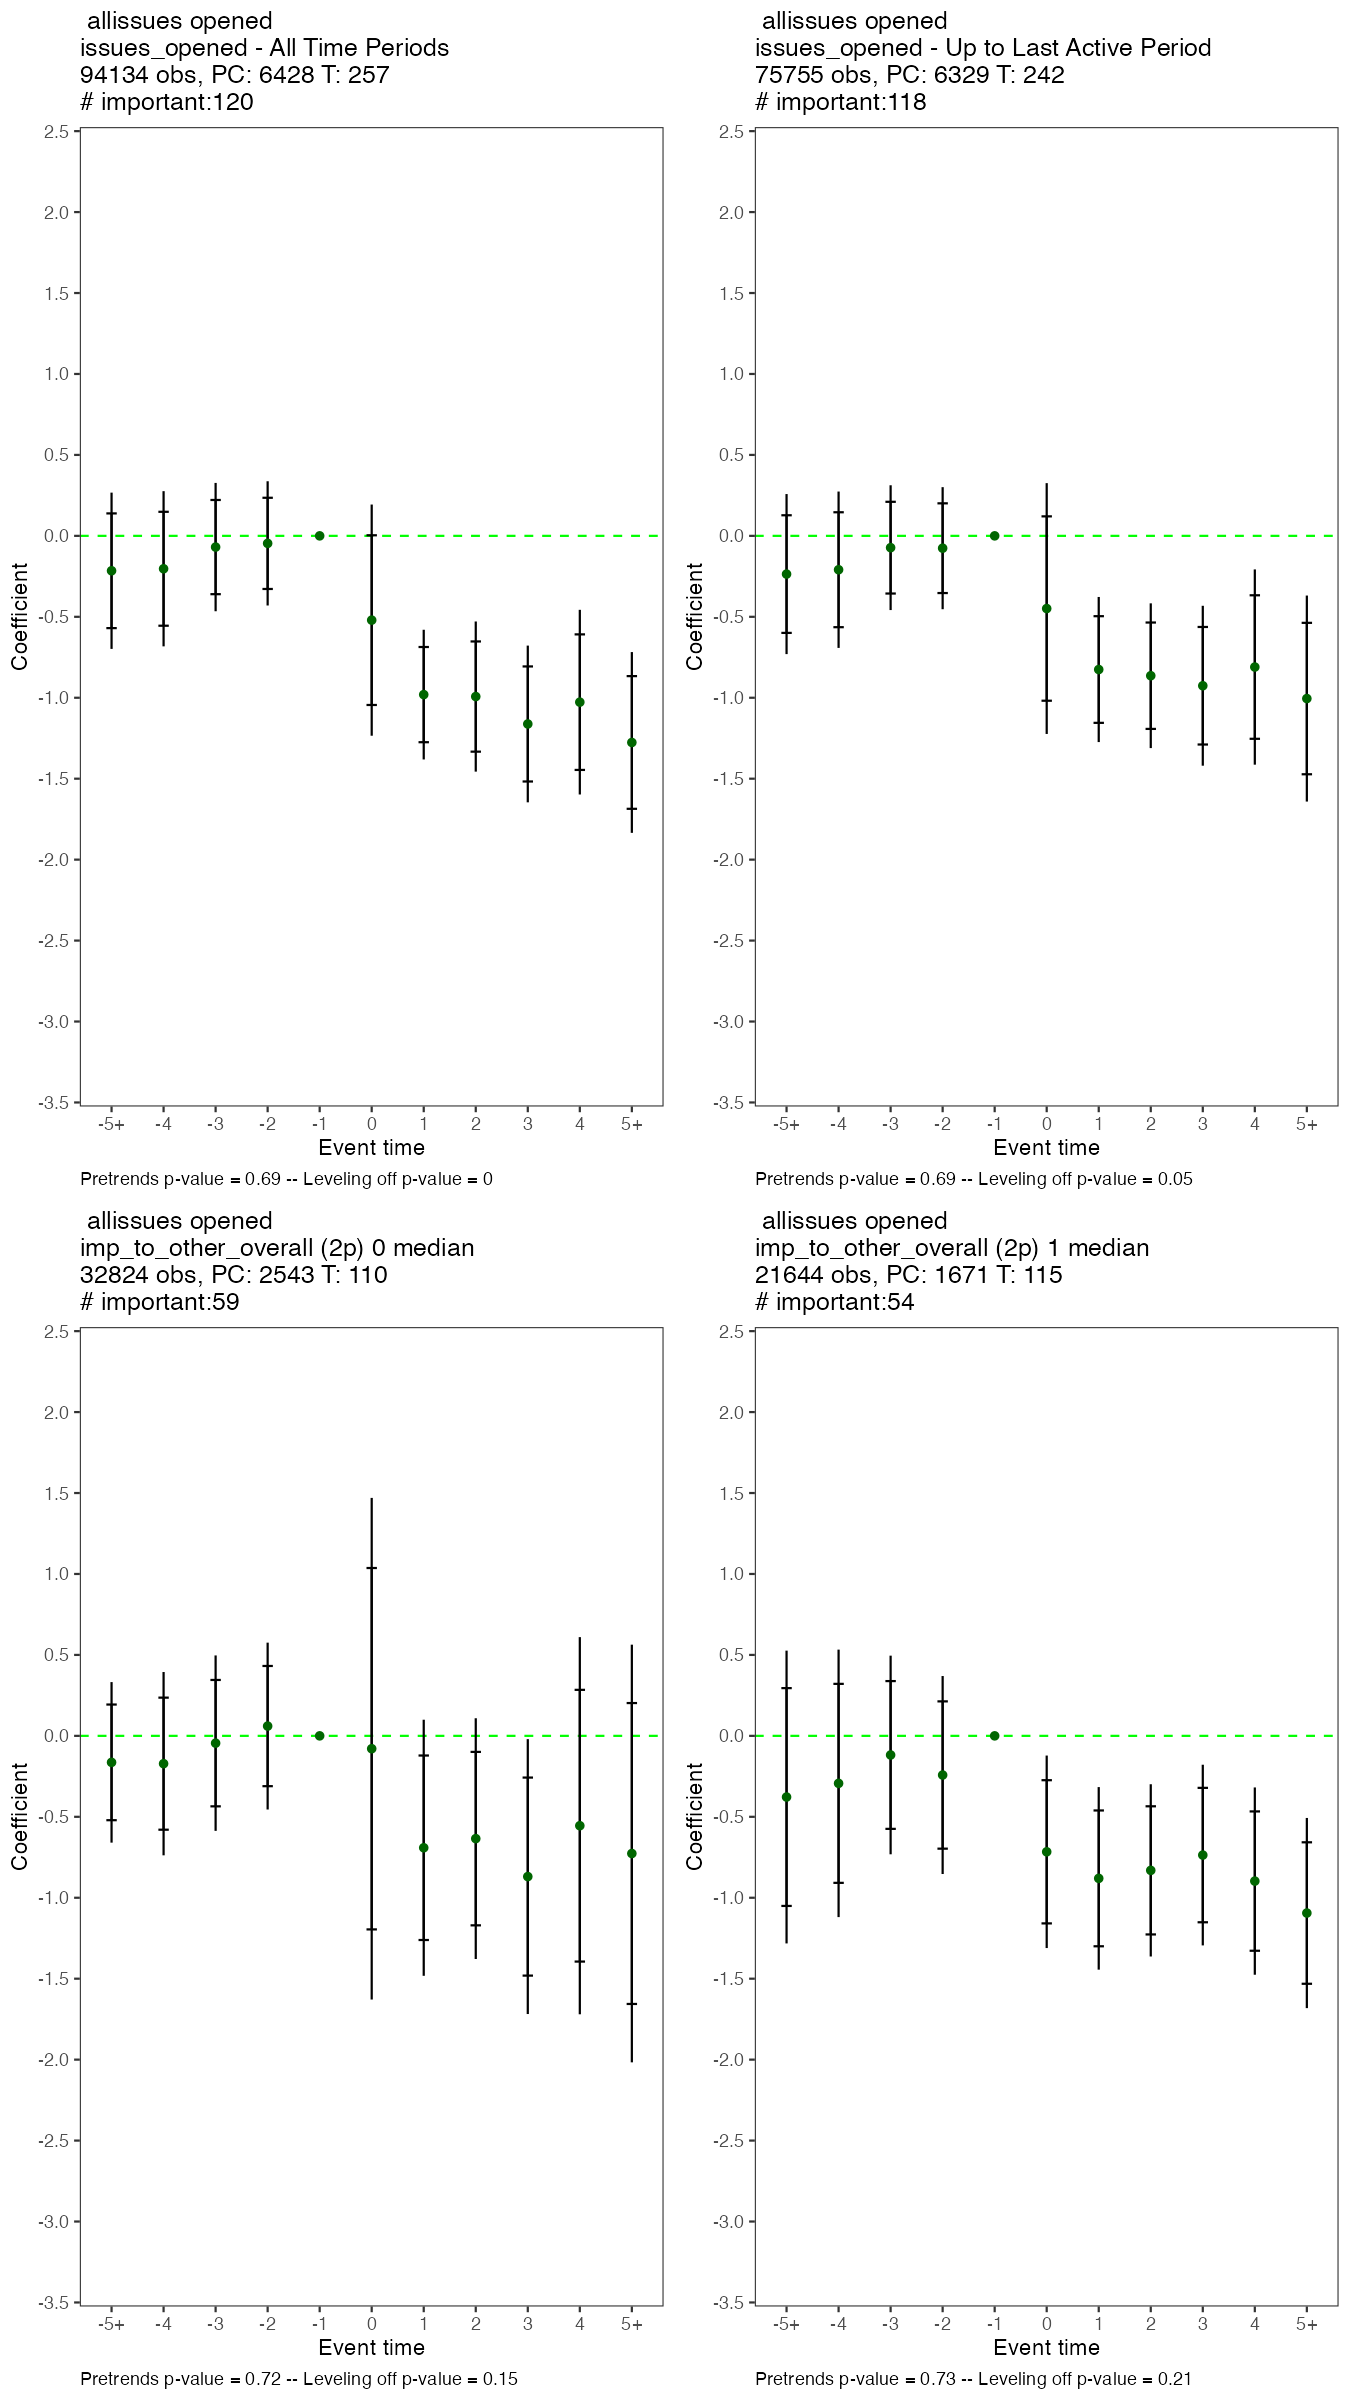 allissues opened
issues_opened - All Time Periods
94134 obs, PC: 6428 T: 257
# important:120
2.5
2.0
1.5
1.0
0.5
0.0
-0.5
-1.0
-1.5
-2.0
-2.5
-3.0
-3.5
Coefficient
-5+ -4 -3 -2 -1 0 1 2 3 4 5+
Event time
Pretrends p-value = 0.69 -- Leveling off p-value = 0
allissues opened
issues_opened - Up to Last Active Period
75755 obs, PC: 6329 T: 242
# important:118
2.5
2.0
1.5
1.0
0.5
0.0
-0.5
-1.0
-1.5
-2.0
-2.5
-3.0
-3.5
Coefficient
-5+ -4 -3 -2 -1 0 1 2 3 4 5+
Event time
Pretrends p-value = 0.69 -- Leveling off p-value = 0.05
allissues opened
imp_to_other_overall (2p) 0 median
32824 obs, PC: 2543 T: 110
# important:59
2.5
2.0
1.5
1.0
0.5
0.0
-0.5
-1.0
-1.5
-2.0
-2.5
-3.0
-3.5
Coefficient
-5+ -4 -3 -2 -1 0 1 2 3 4 5+
Event time
Pretrends p-value = 0.72 -- Leveling off p-value = 0.15
allissues opened
imp_to_other_overall (2p) 1 median
21644 obs, PC: 1671 T: 115
# important:54
2.5
2.0
1.5
1.0
0.5
0.0
-0.5
-1.0
-1.5
-2.0
-2.5
-3.0
-3.5
Coefficient
-5+ -4 -3 -2 -1 0 1 2 3 4 5+
Event time
Pretrends p-value = 0.73 -- Leveling off p-value = 0.21